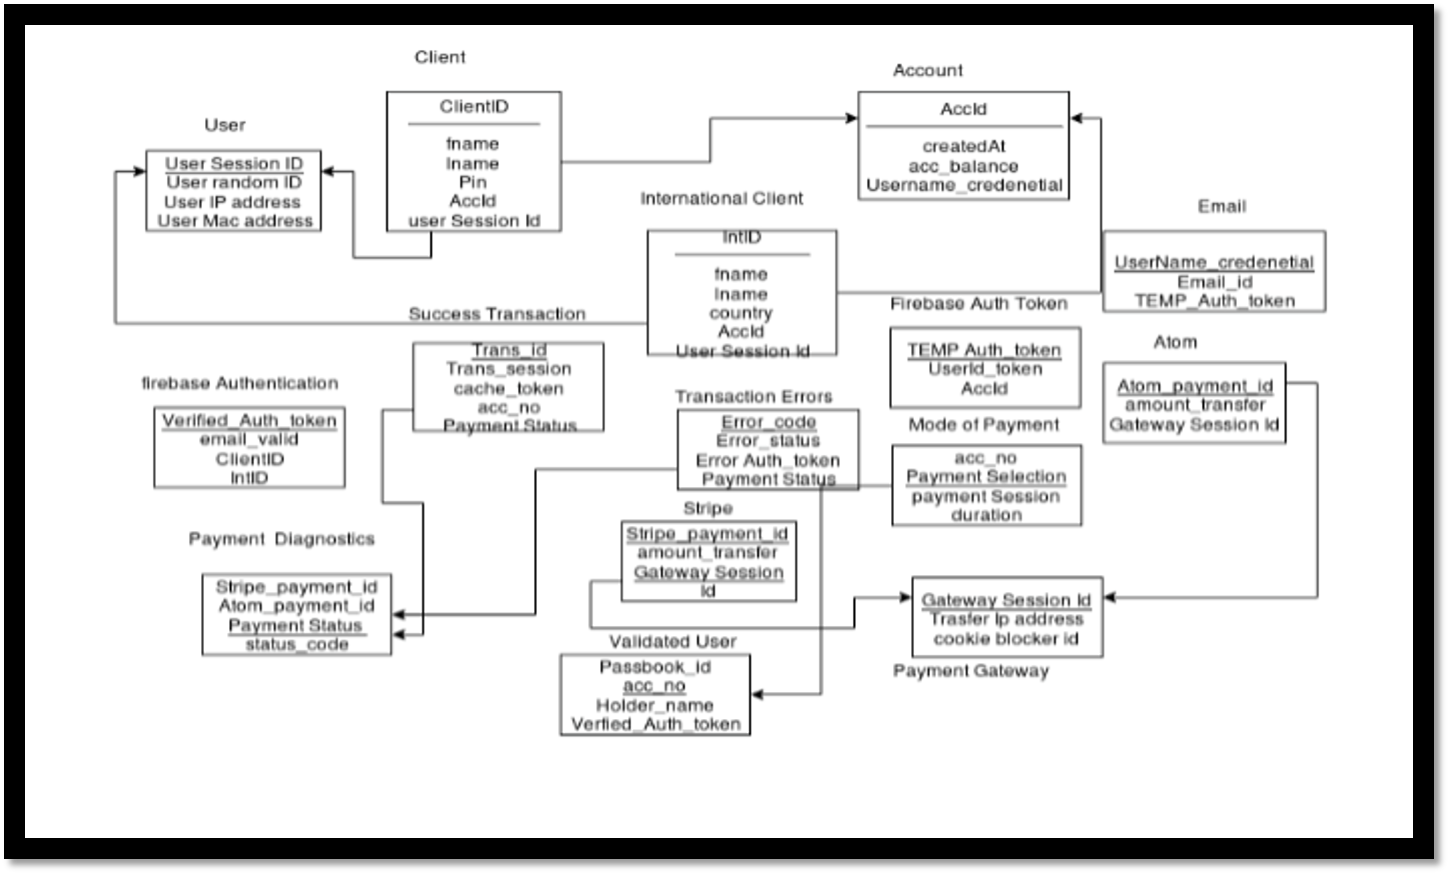 Client
ClientID
fname
lname
Pin
AccId
user Session Id
Account
AccId
createdAt
acc_balance
Username_credenetial
User
User Session ID
User random ID
User IP address
User Mac address
International Client
IntID
fname
lname
country
AccId
User Session Id
Email
UserName_credenetial
Email_id
TEMP_Auth_token
Success Transaction
Trans_id
Trans_session
cache_token
acc_no
Payment Status
Firebase Auth Token
TEMP Auth_token
UserId_token
AccId
Atom
Atom_payment_id
amount_transfer
Gateway Session Id
firebase Authentication
Verified_Auth_token
email_valid
ClientID
IntID
Transaction Errors
Error_code
Error_status
Error Auth_token
Payment Status
Mode of Payment
acc_no
Payment Selection
payment Session
duration
Stripe
Stripe_payment_id
amount_transfer
Gateway Session
Id
Payment Diagnostics
Stripe_payment_id
Atom_payment_id
Payment Status
status_code
Gateway Session Id
Trasfer Ip address
cookie blocker id
Payment Gateway
Validated User
Passbook_id
acc_no
Holder_name
Verfied_Auth_token